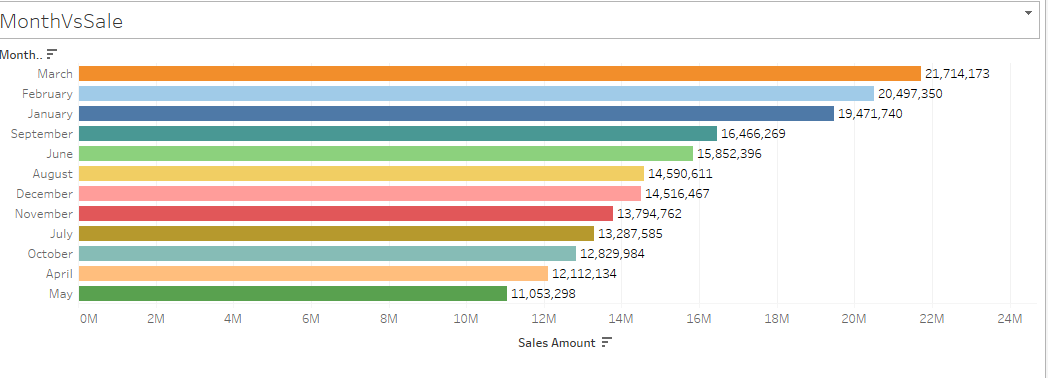 MonthVsSale
Month..
March 21,714,173
February 20,497,350
January 19,471,740
September 16,466,269
June 15,852,396
August 14,590,611
December 14,516,467
November 13,794,762
July 13,287,585
October 12,829,984
April 12,112,134
May 11,053,298
0M 2M 4M 6M 8M 10M 12M 14M 16M 18M 20M 22M 24M
Sales Amount